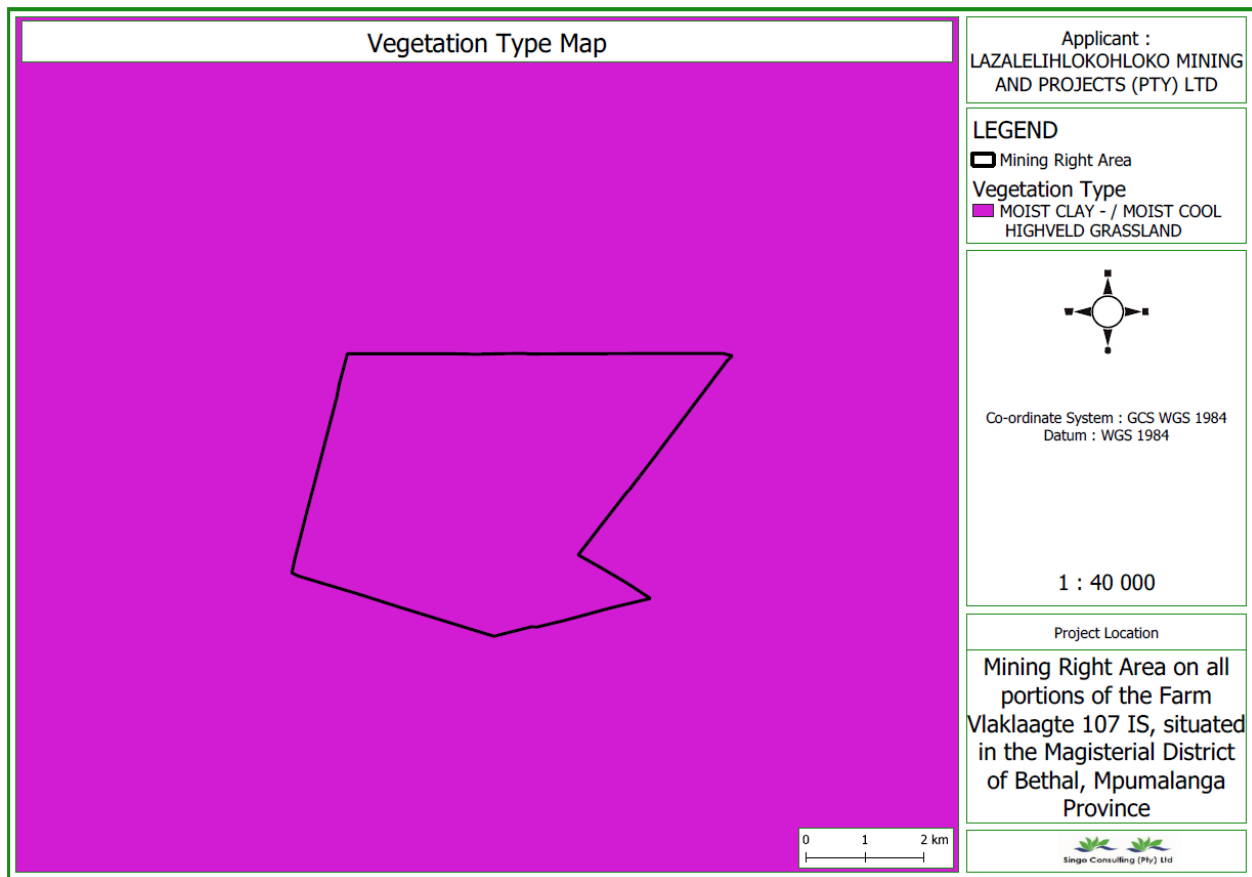 Vegetation Type Map
Applicant :
LAZALELIHLOKOHLOKO MINING
AND PROJECTS (PTY) LTD
LEGEND
Mining Right Area
Vegetation Type
MOIST CLAY - / MOIST COOL
HIGHVELD GRASSLAND
Co-ordinate System : GCS WGS 1984
Datum : WGS 1984
1 : 40 000
Project Location
Mining Right Area on all
portions of the Farm
Vlaklaagte 107 IS, situated
in the Magisterial District
of Bethal, Mpumalanga
Province
0 1 2 km
Singo Consulting (Pty) Ltd